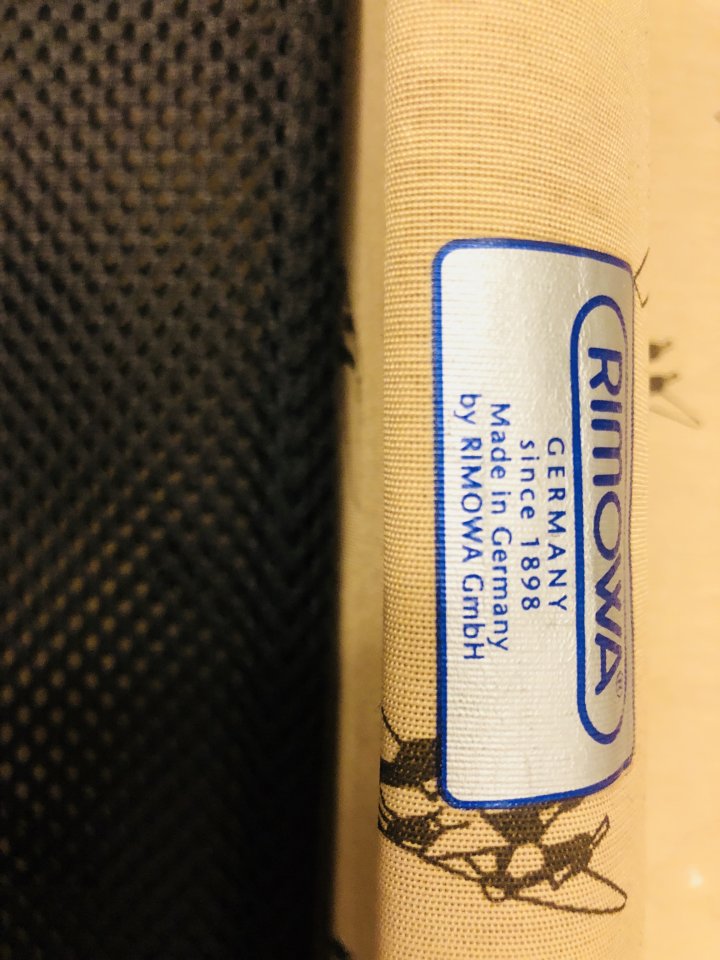 RIMOWA®
GERMANY
since 1898
Made in Germany
by RIMOWA GmbH